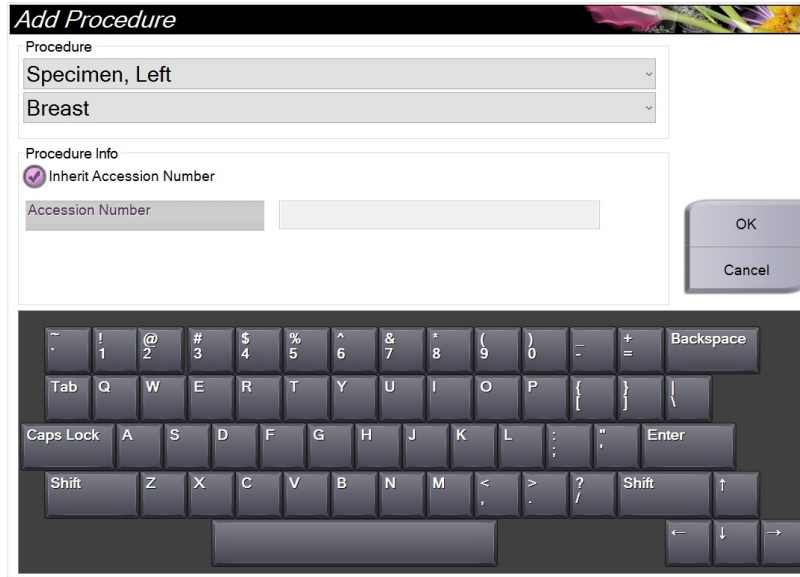 Add Procedure
Procedure
Specimen, Left
Breast
Procedure Info
Inherit Accession Number
Accession Number
OK
Cancel
~ ! @ # $ % ^ & * ( ) _ + Backspace
` 1 2 3 4 5 6 7 8 9 0 - =
Tab Q W E R T Y U I O P { } |
[ ] \
Caps Lock A S D F G H J K L : " Enter
; '
Shift Z X C V B N M < > ? Shift ↑
, . /
← ↓ →